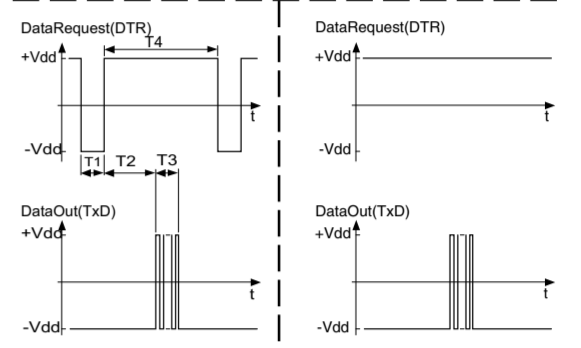 DataRequest(DTR)
T4
+Vdd
t
-Vdd
T1 T2 T3
DataOut(TxD)
+Vdd
t
-Vdd
DataRequest(DTR)
+Vdd
t
-Vdd
DataOut(TxD)
+Vdd
t
-Vdd